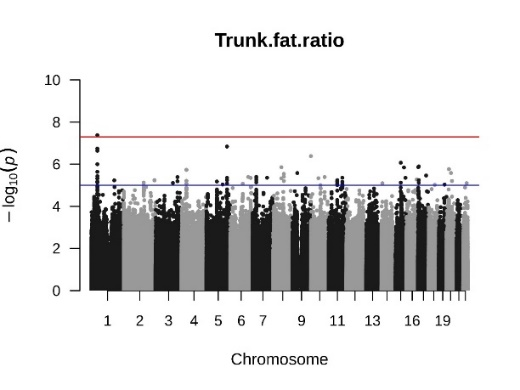 Trunk.fat.ratio
10
8
6
4
2
0
− log₁₀(p)
1 2 3 4 5 6 7 9 11 13 16 19
Chromosome